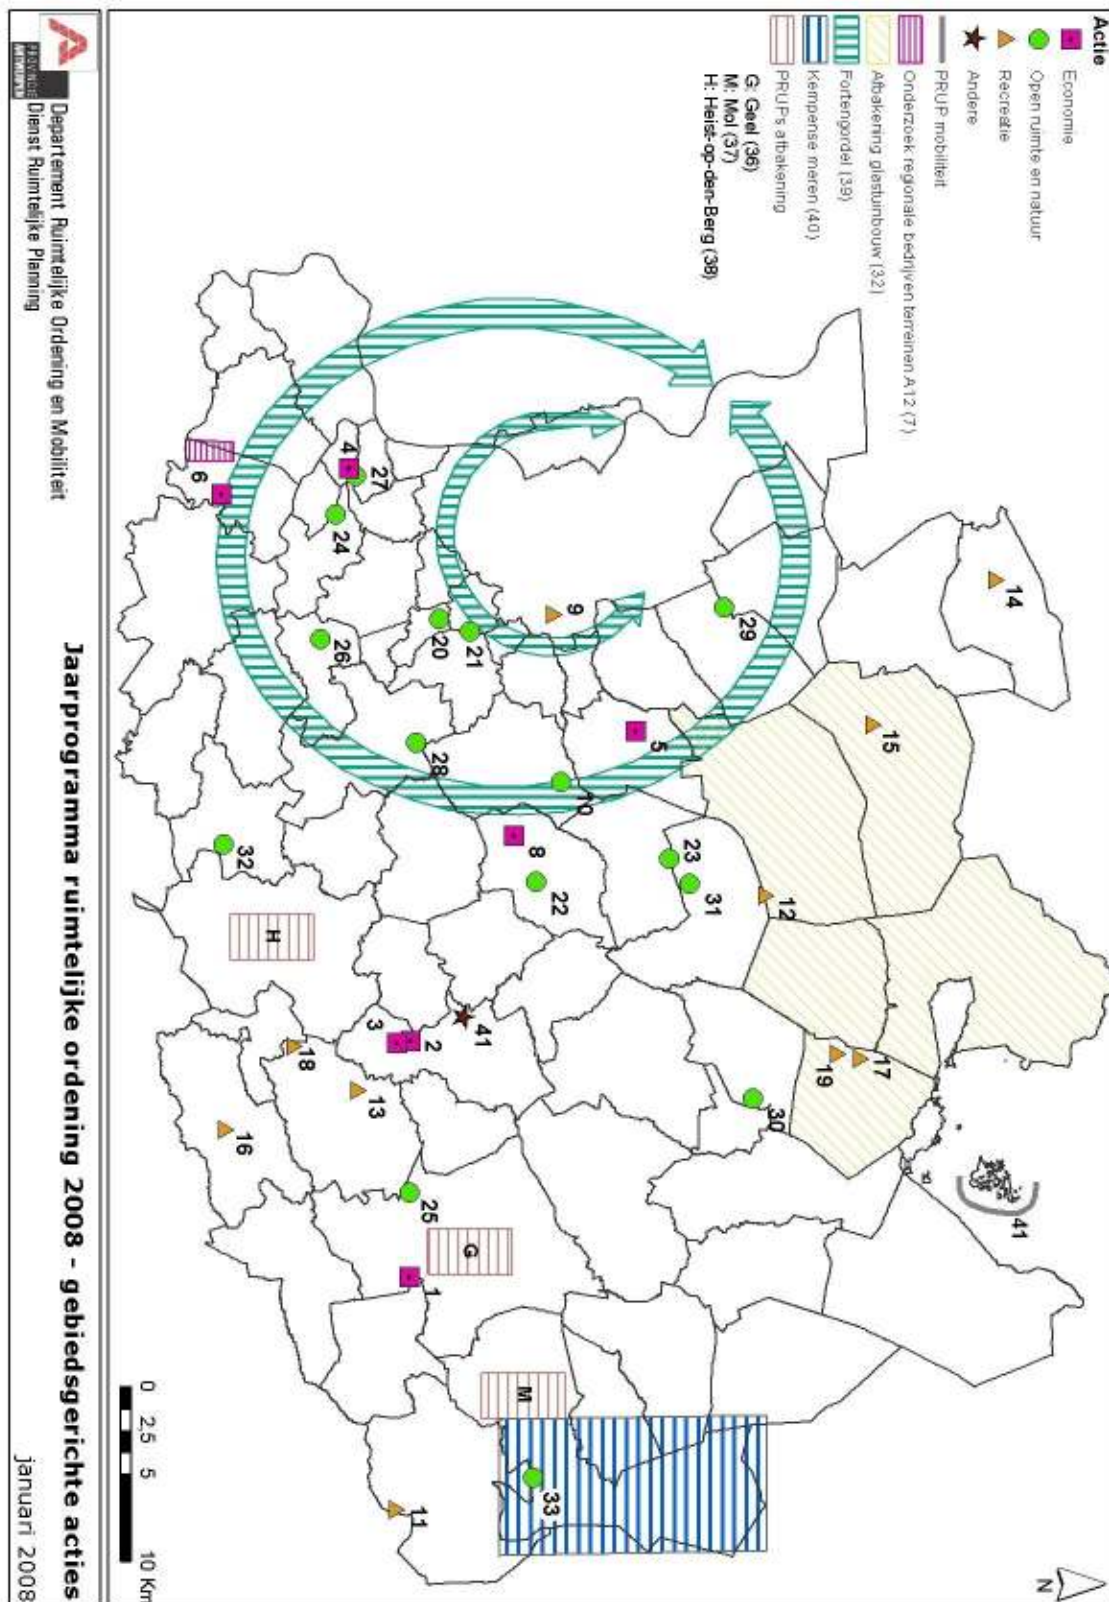 Actie
Economie
Open ruimte en natuur
Recreatie
Andere
PRUP mobiliteit
Onderzoek regionale bedrijven terreinen A12 (7)
Afbakening glastuinbouw (32)
Fortengordel (39)
Kempense meren (40)
PRUPs afbakening
G: Geel (36)
M: Mol (37)
H: Heist-op-den-Berg (38)
14
41
15
17
19
12
30
29
31
23
5
9
10
33
22
8
M
41
G
21
20
28
2
3
25
1
11
27
4
13
24
26
18
H
16
32
6
N
0 2,5 5 10 Km
PROVINCIE
ANTWERPEN
Departement Ruimtelijke Ordening en Mobiliteit
Dienst Ruimtelijke Planning
Jaarprogramma ruimtelijke ordening 2008 - gebiedsgerichte acties
januari 2008